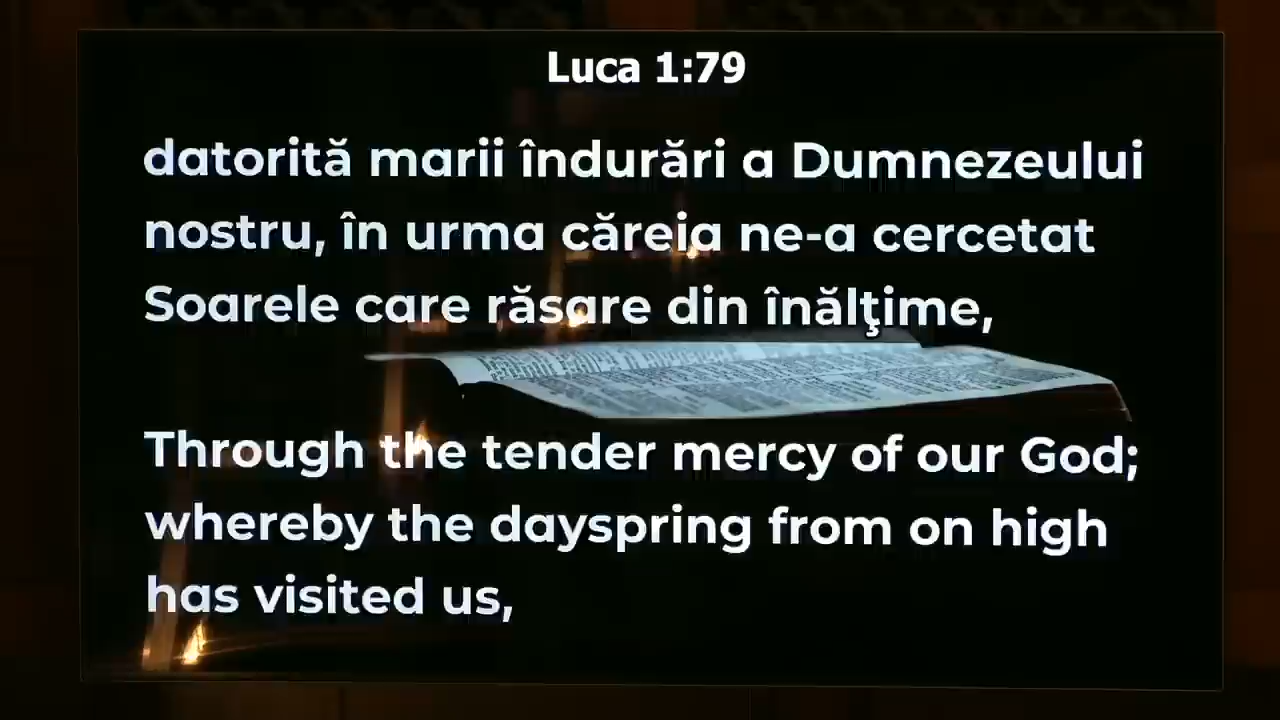 Luca 1:79
datorită marii îndurări a Dumnezeului
nostru, în urma căreia ne-a cercetat
Soarele care răsare din înălţime,
Through the tender mercy of our God;
whereby the dayspring from on high
has visited us,